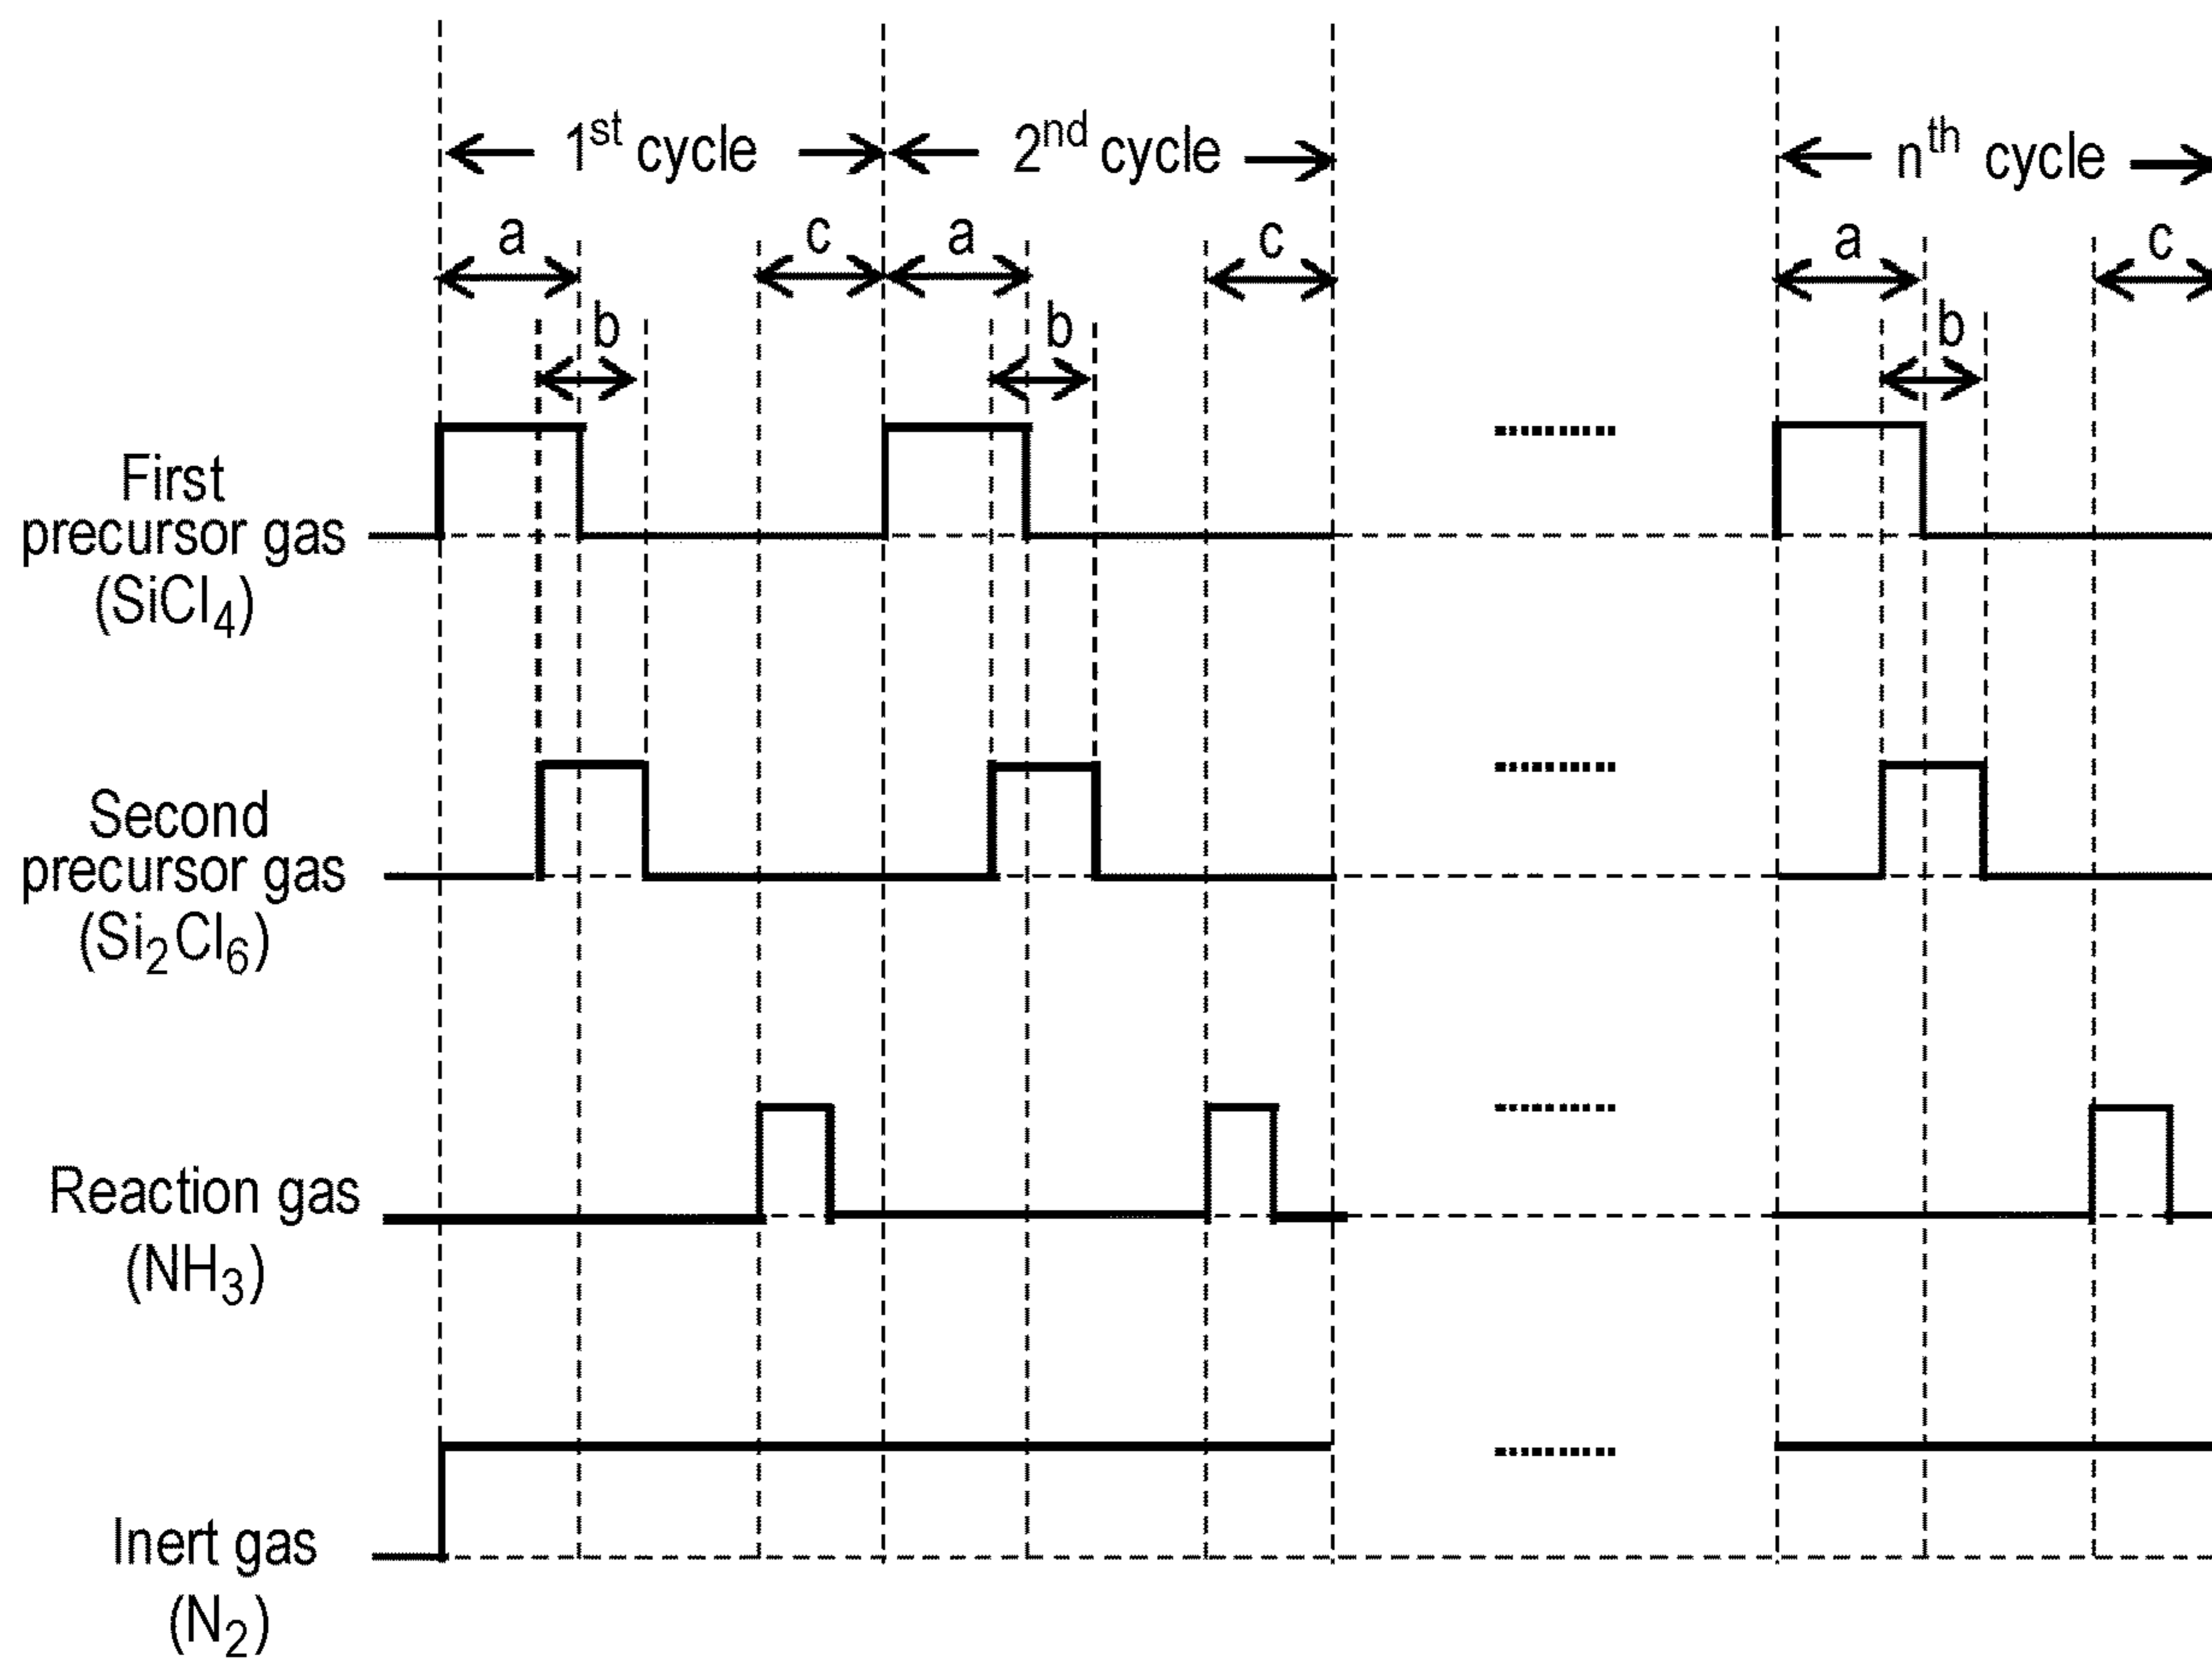 1st cycle 2nd cycle nth cycle
a c a c a c
b b b
First
precursor gas
(SiCl4)
Second
precursor gas
(Si2Cl6)
Reaction gas
(NH3)
Inert gas
(N2)